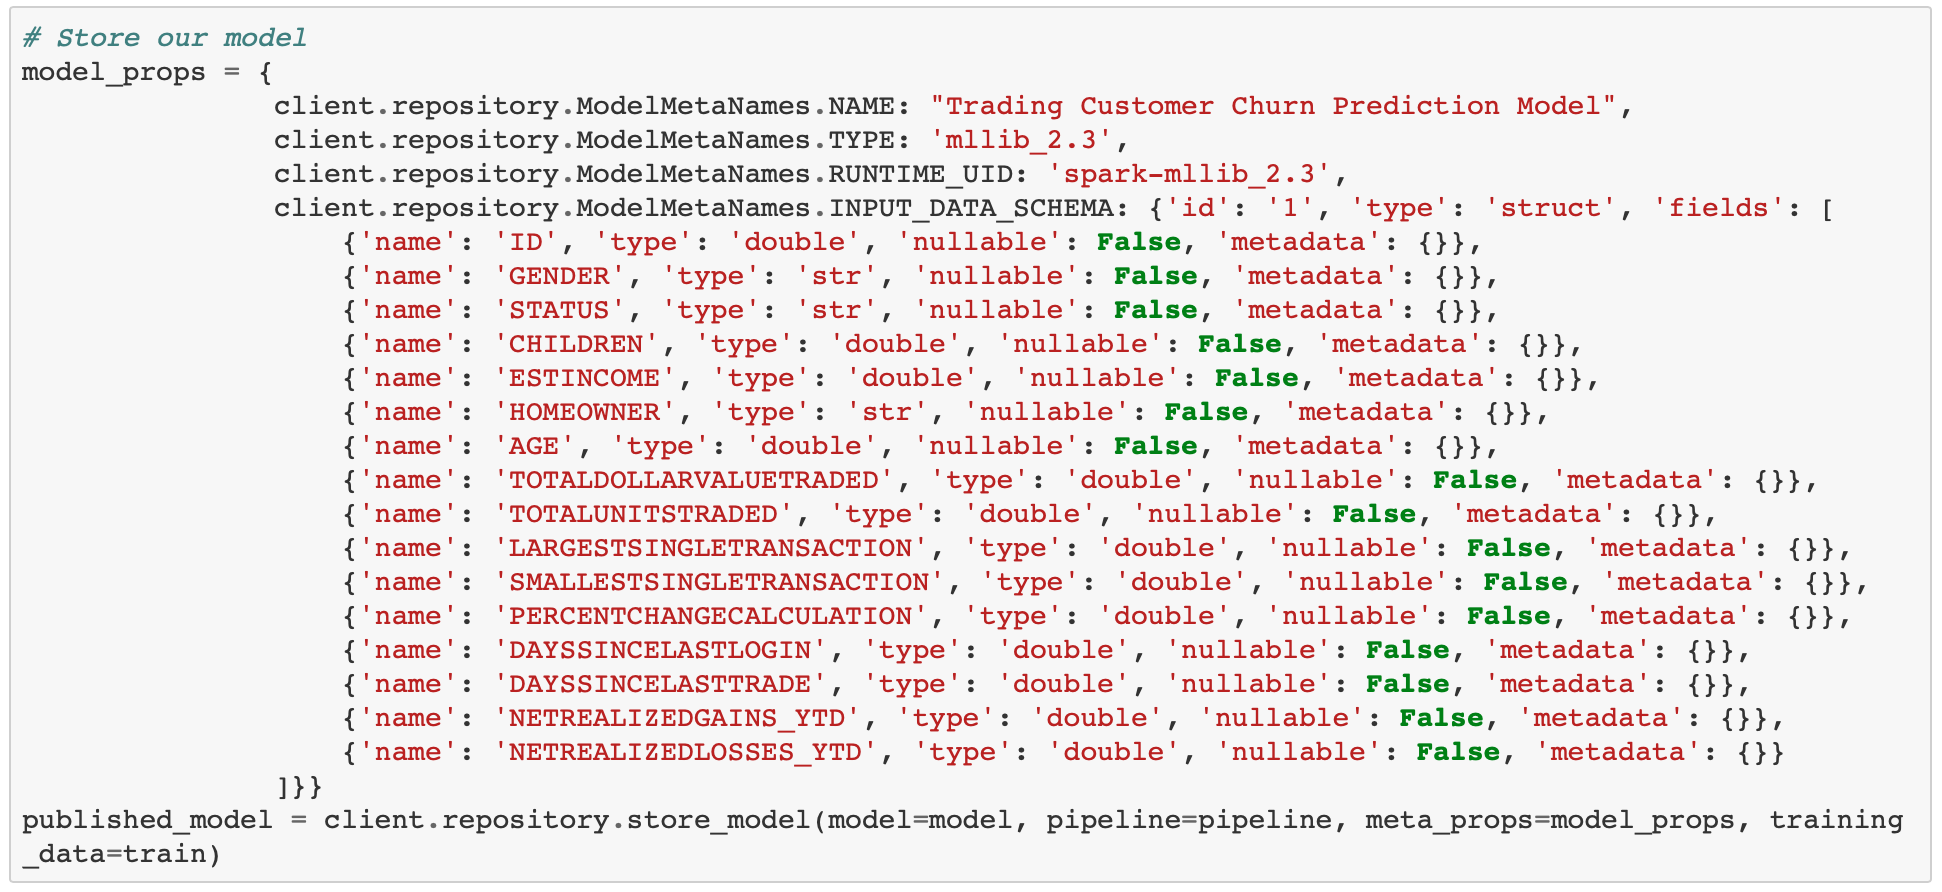 # Store our model
model_props = {
client.repository.ModelMetaNames.NAME: "Trading Customer Churn Prediction Model",
client.repository.ModelMetaNames.TYPE: 'mllib_2.3',
client.repository.ModelMetaNames.RUNTIME_UID: 'spark-mllib_2.3',
client.repository.ModelMetaNames.INPUT_DATA_SCHEMA: {'id': '1', 'type': 'struct', 'fields': [
{'name': 'ID', 'type': 'double', 'nullable': False, 'metadata': {}},
{'name': 'GENDER', 'type': 'str', 'nullable': False, 'metadata': {}},
{'name': 'STATUS', 'type': 'str', 'nullable': False, 'metadata': {}},
{'name': 'CHILDREN', 'type': 'double', 'nullable': False, 'metadata': {}},
{'name': 'ESTINCOME', 'type': 'double', 'nullable': False, 'metadata': {}},
{'name': 'HOMEOWNER', 'type': 'str', 'nullable': False, 'metadata': {}},
{'name': 'AGE', 'type': 'double', 'nullable': False, 'metadata': {}},
{'name': 'TOTALDOLLARVALUETRADED', 'type': 'double', 'nullable': False, 'metadata': {}},
{'name': 'TOTALUNITSTRADED', 'type': 'double', 'nullable': False, 'metadata': {}},
{'name': 'LARGESTSINGLETRANSACTION', 'type': 'double', 'nullable': False, 'metadata': {}},
{'name': 'SMALLESTSINGLETRANSACTION', 'type': 'double', 'nullable': False, 'metadata': {}},
{'name': 'PERCENTCHANGECALCULATION', 'type': 'double', 'nullable': False, 'metadata': {}},
{'name': 'DAYSSINCELASTLOGIN', 'type': 'double', 'nullable': False, 'metadata': {}},
{'name': 'DAYSSINCELASTTRADE', 'type': 'double', 'nullable': False, 'metadata': {}},
{'name': 'NETREALIZEDGAINS_YTD', 'type': 'double', 'nullable': False, 'metadata': {}},
{'name': 'NETREALIZEDLOSSES_YTD', 'type': 'double', 'nullable': False, 'metadata': {}}
]}}
published_model = client.repository.store_model(model=model, pipeline=pipeline, meta_props=model_props, training
_data=train)